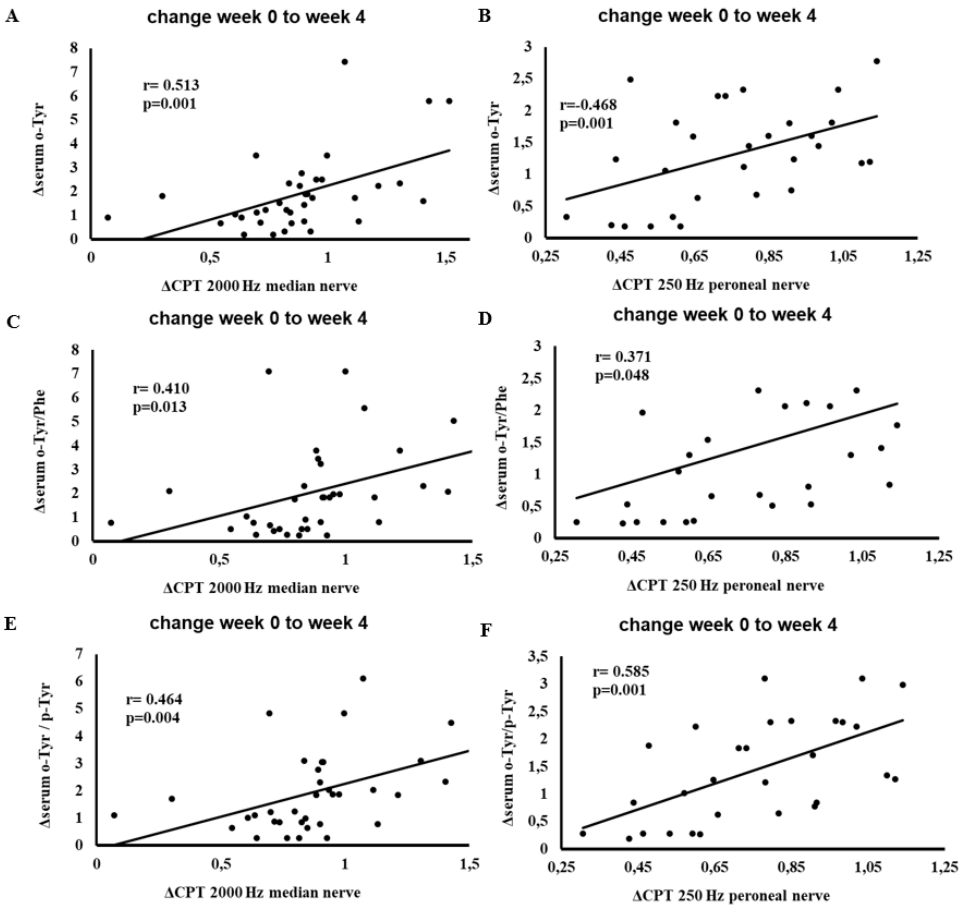 A
change week 0 to week 4
8
7
6
5
4
3
2
1
0
Δserum o-Tyr
r= 0.513
p=0.001
0
0,5
1
1,5
ΔCPT 2000 Hz median nerve
B
change week 0 to week 4
3
2,5
2
1,5
1
0,5
0
Δserum o-Tyr
r=-0.468
p=0.001
0,25
0,45
0,65
0,85
1,05
1,25
ΔCPT 250 Hz peroneal nerve
C
change week 0 to week 4
8
7
6
5
4
3
2
1
0
Δserum o-Tyr/Phe
r= 0.410
p=0.013
0
0,5
1
1,5
ΔCPT 2000 Hz median nerve
D
change week 0 to week 4
3
2,5
2
1,5
1
0,5
0
Δserum o-Tyr/Phe
r= 0.371
p=0.048
0,25
0,45
0,65
0,85
1,05
1,25
ΔCPT 250 Hz peroneal nerve
E
change week 0 to week 4
7
6
5
4
3
2
1
0
Δserum o-Tyr / p-Tyr
r= 0.464
p=0.004
0
0,5
1
1,5
ΔCPT 2000 Hz median nerve
F
change week 0 to week 4
3,5
3
2,5
2
1,5
1
0,5
0
Δserum o-Tyr/p-Tyr
r= 0.585
p=0.001
0,25
0,45
0,65
0,85
1,05
1,25
ΔCPT 250 Hz peroneal nerve